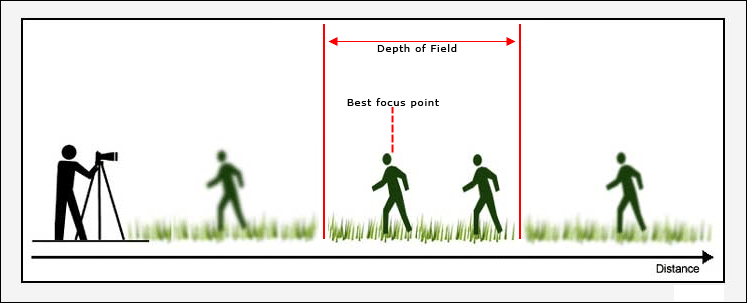 Depth of Field
Best focus point
Distance